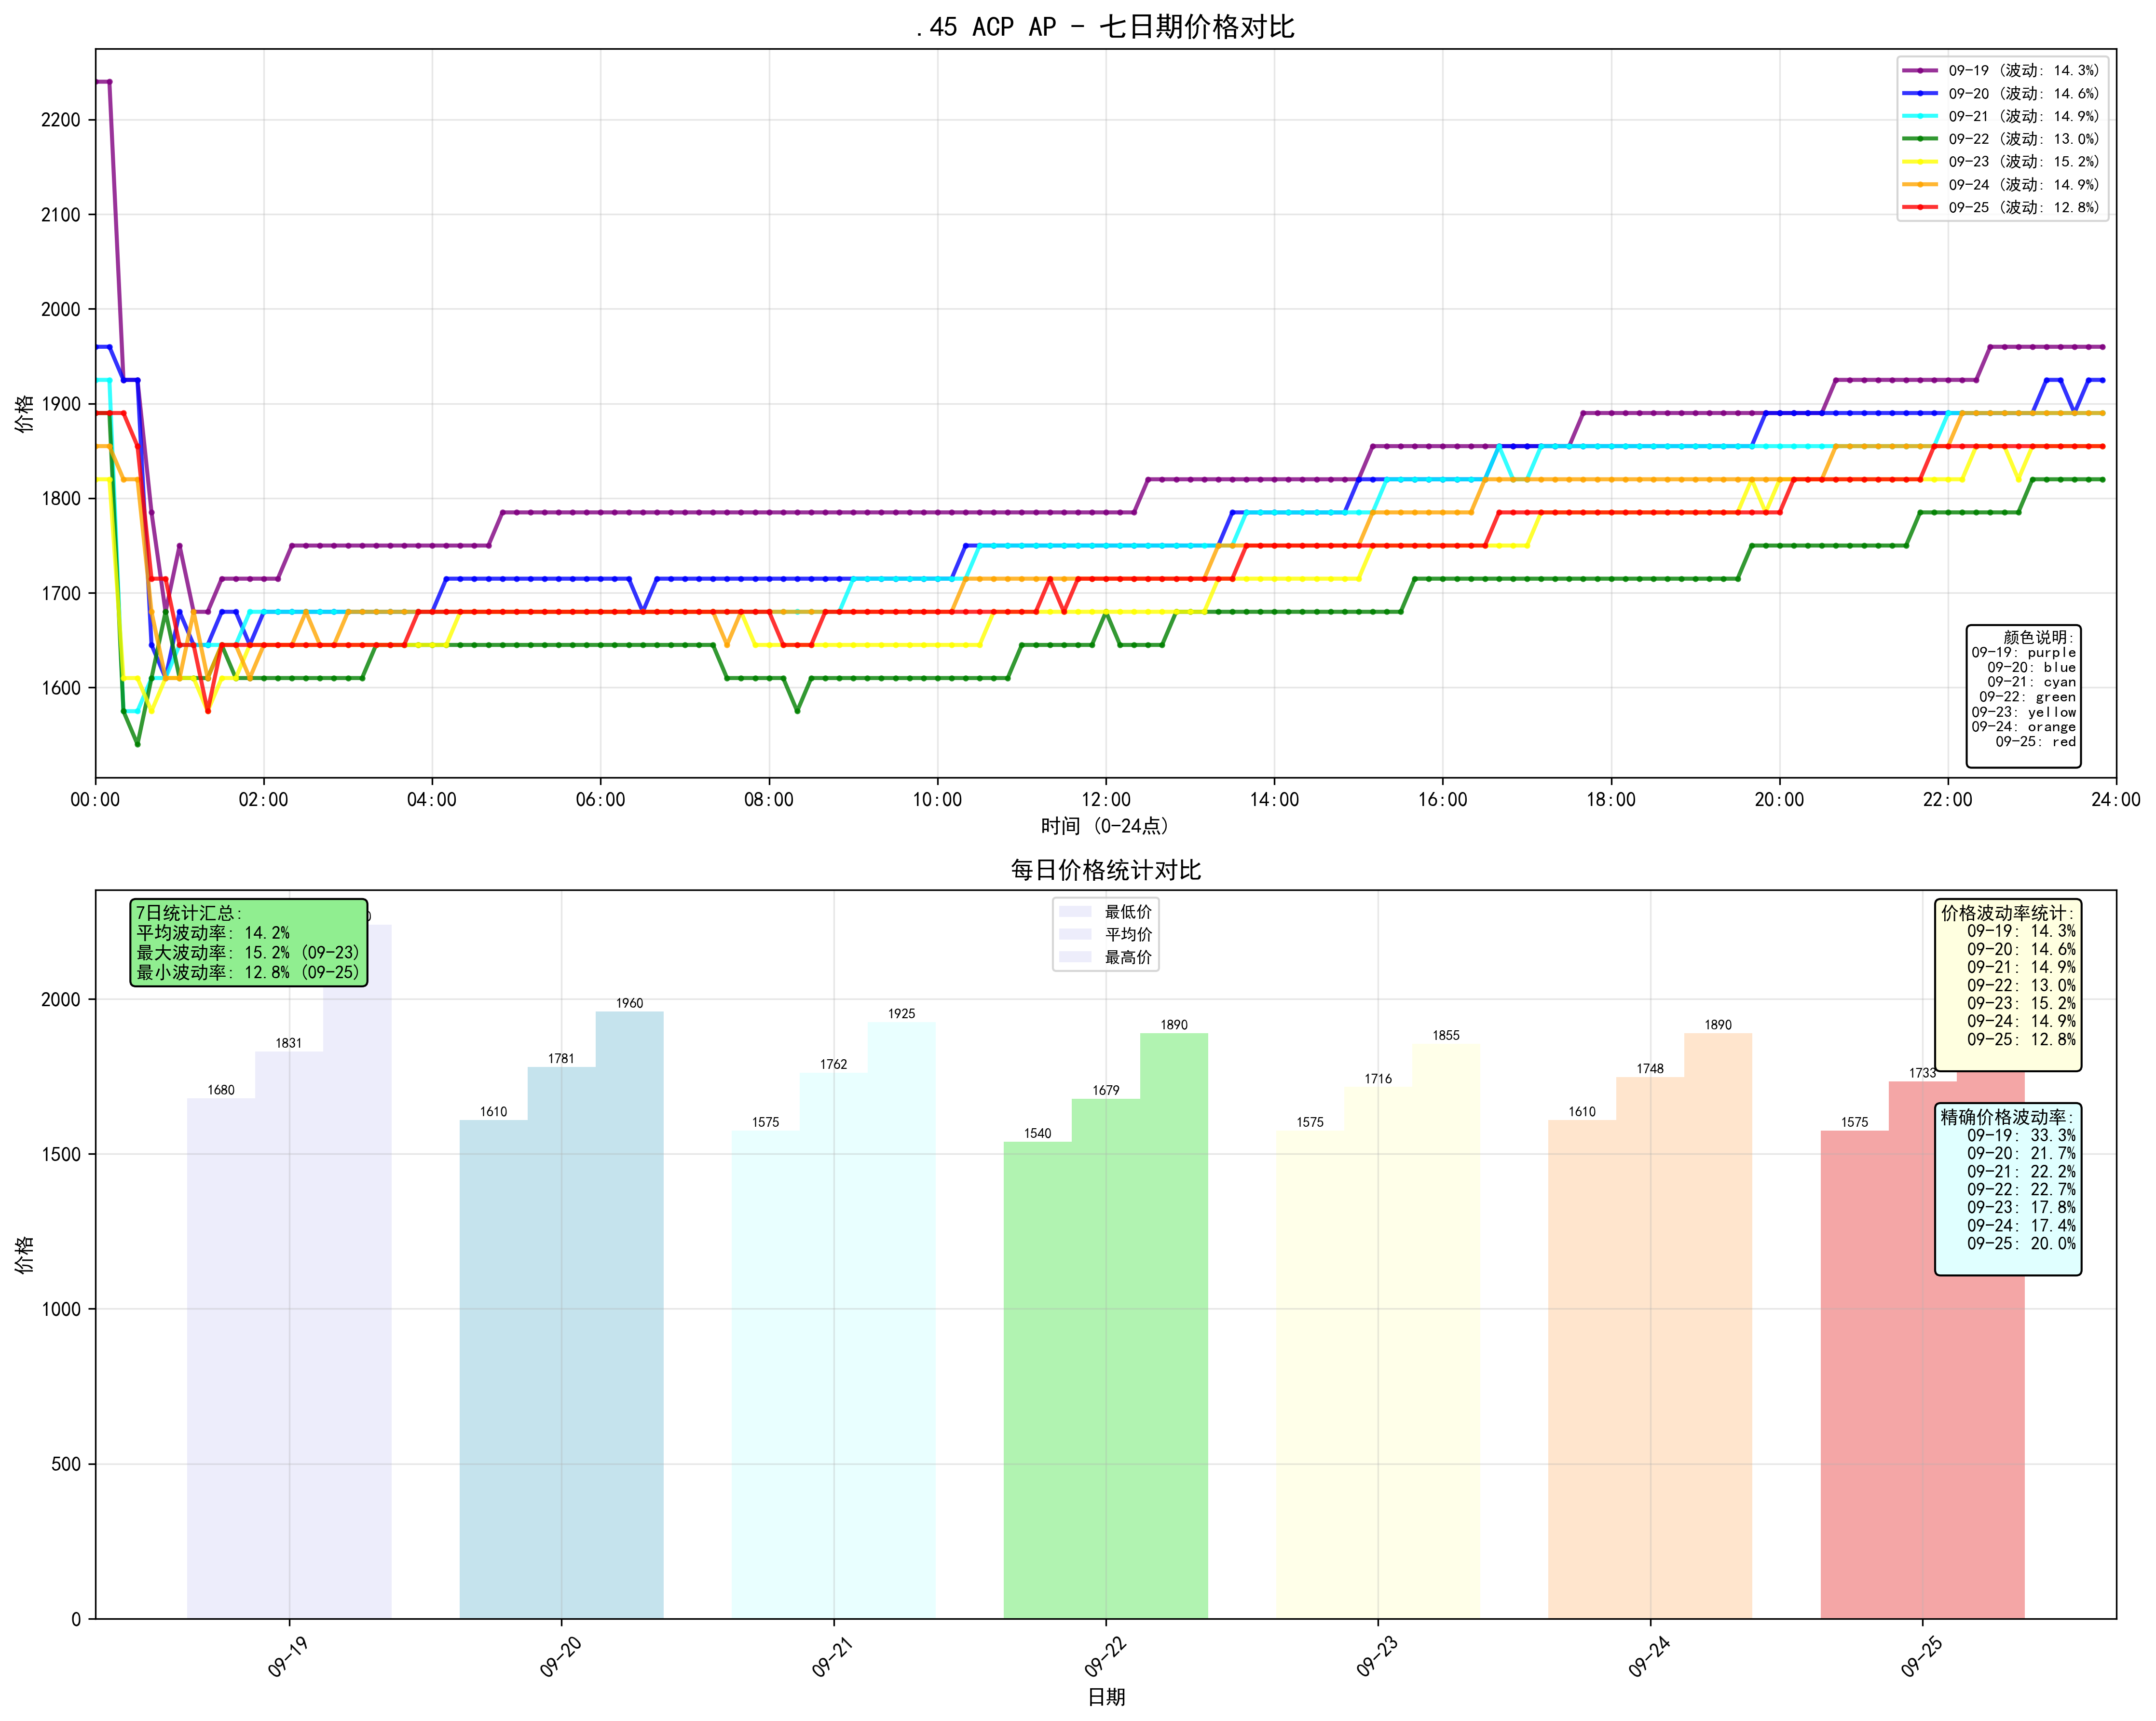 .45 ACP AP - 七日期价格对比
价格
2200
2100
2000
1900
1800
1700
1600
09-19 (波动: 14.3%)
09-20 (波动: 14.6%)
09-21 (波动: 14.9%)
09-22 (波动: 13.0%)
09-23 (波动: 15.2%)
09-24 (波动: 14.9%)
09-25 (波动: 12.8%)
颜色说明:
09-19: purple
09-20: blue
09-21: cyan
09-22: green
09-23: yellow
09-24: orange
09-25: red
00:00 02:00 04:00 06:00 08:00 10:00 12:00 14:00 16:00 18:00 20:00 22:00 24:00
时间 (0-24点)
每日价格统计对比
价格
2000
1500
1000
500
0
7日统计汇总:
平均波动率: 14.2%
最大波动率: 15.2% (09-23)
最小波动率: 12.8% (09-25)
最低价
平均价
最高价
价格波动率统计:
09-19: 14.3%
09-20: 14.6%
09-21: 14.9%
09-22: 13.0%
09-23: 15.2%
09-24: 14.9%
09-25: 12.8%
精确价格波动率:
09-19: 33.3%
09-20: 21.7%
09-21: 22.2%
09-22: 22.7%
09-23: 17.8%
09-24: 17.4%
09-25: 20.0%
1680 1831
1610 1781 1960
1575 1762 1925
1540 1679 1890
1575 1716 1855
1610 1748 1890
1575 1733
09-19 09-20 09-21 09-22 09-23 09-24 09-25
日期